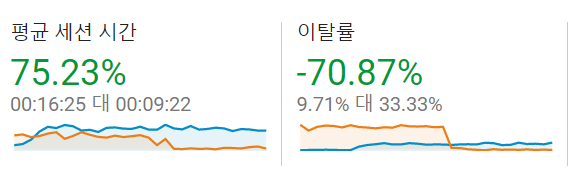 평균 세션 시간
75.23%
00:16:25 대 00:09:22
이탈률
-70.87%
9.71% 대 33.33%